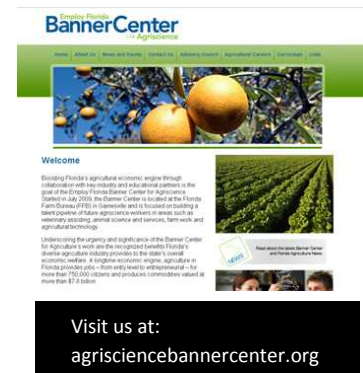 Employ Florida
BannerCenter
for Agriscience
Home About Us News and Events Contact Us Advisory Council Agricultural Careers Curriculum Links
Welcome
Boosting Florida's agricultural economic engine through
collaboration with key industry and educational partners is the
goal of the Employ Florida Banner Center for Agriscience.
Started in July 2009, the Banner Center is located at the Florida
Farm Bureau (FFB) in Gainesville and is focused on building a
talent pipeline of future agriscience workers in areas such as
veterinary assisting, animal science and services, farm work and
agricultural technology.
Underscoring the urgency and significance of the Banner Center
for Agriculture's work are the recognized benefits Florida's
diverse agriculture industry provides to the state's overall
economic welfare. A longtime economic engine, agriculture in
Florida provides jobs – from entry level to entrepreneurial – for
more than 750,000 citizens and produces commodities valued at
more than $7.8 billion.
NEWS
Read about the latest Banner Center
and Florida Agriculture News.
Visit us at:
agrisciencebannercenter.org